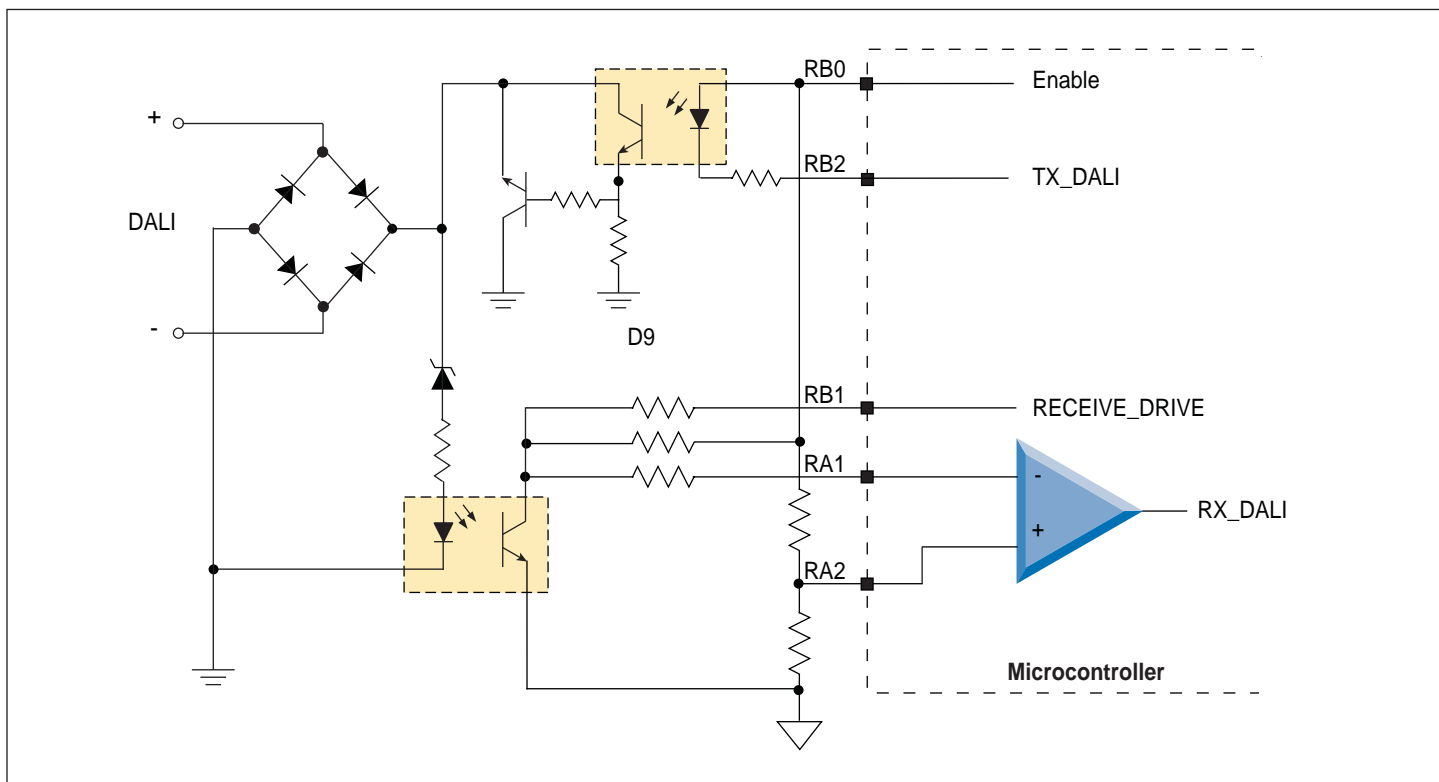 RB0
Enable
+
RB2
TX_DALI
DALI
-
D9
RB1
RECEIVE_DRIVE
RA1
-
RX_DALI
+
RA2
Microcontroller